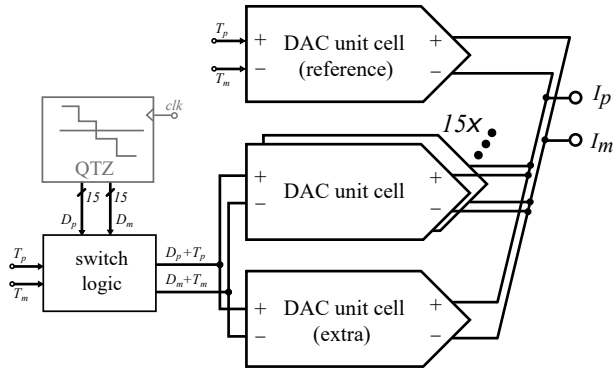 T_p
+
DAC unit cell
+
T_m
−
(reference)
−
I_p
clk
15x
I_m
QTZ
+
DAC unit cell
+
15
15
−
−
D_p
D_m
T_p
switch
D_p+T_p
T_m
logic
D_m+T_m
+
DAC unit cell
+
−
(extra)
−